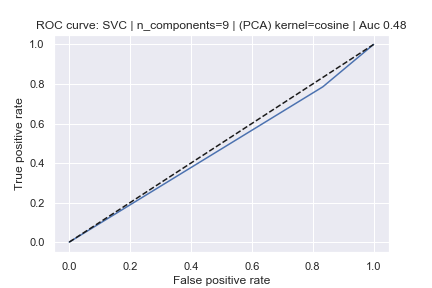 ROC curve: SVC | n_components=9 | (PCA) kernel=cosine | Auc 0.48
1.0
0.8
0.6
0.4
0.2
0.0
True positive rate
0.0 0.2 0.4 0.6 0.8 1.0
False positive rate